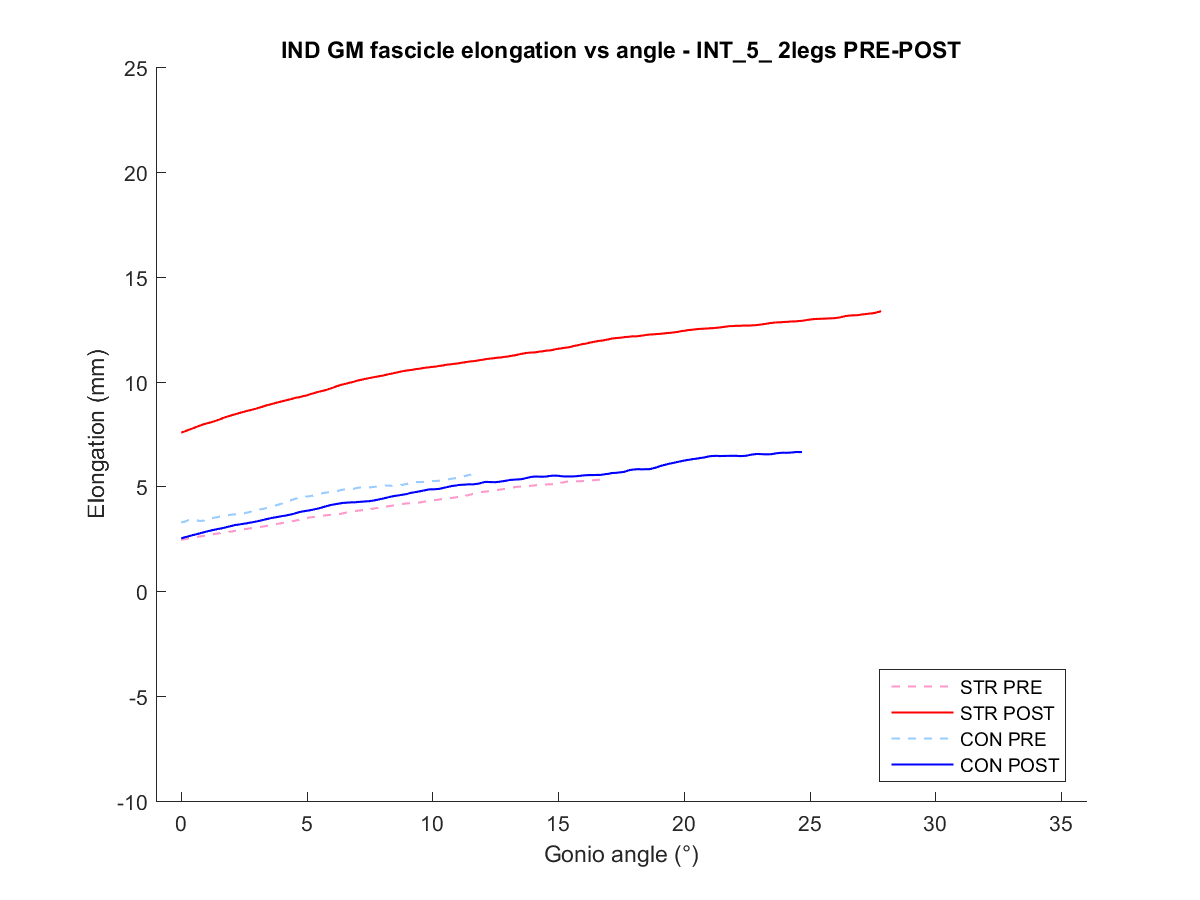 IND GM fascicle elongation vs angle - INT_5_ 2legs PRE-POST
25
20
15
10
5
0
-5
-10
Elongation (mm)
0 5 10 15 20 25 30 35
Gonio angle (°)
STR PRE
STR POST
CON PRE
CON POST